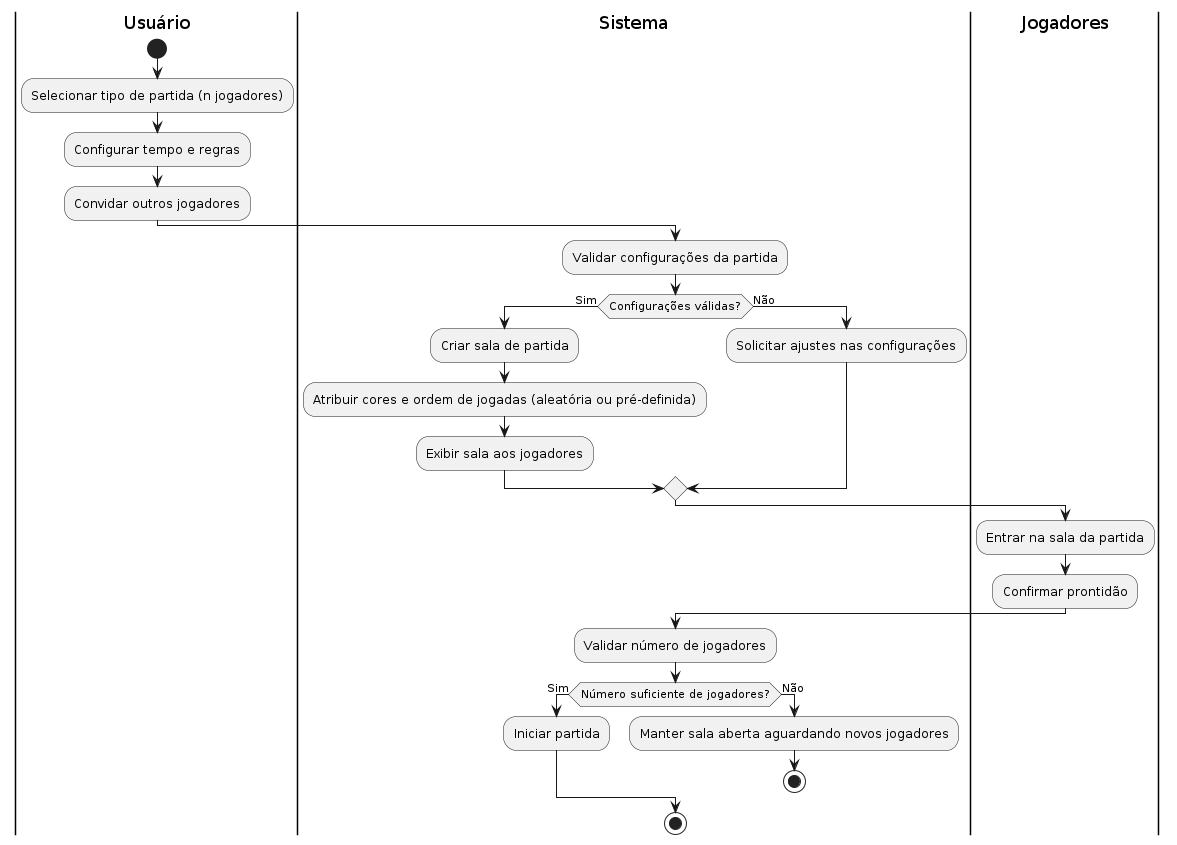 Usuário
Sistema
Jogadores
Selecionar tipo de partida (n jogadores)
Configurar tempo e regras
Convidar outros jogadores
Validar configurações da partida
Sim
Configurações válidas?
Não
Criar sala de partida
Solicitar ajustes nas configurações
Atribuir cores e ordem de jogadas (aleatória ou pré-definida)
Exibir sala aos jogadores
Entrar na sala da partida
Confirmar prontidão
Validar número de jogadores
Sim
Número suficiente de jogadores?
Não
Iniciar partida
Manter sala aberta aguardando novos jogadores